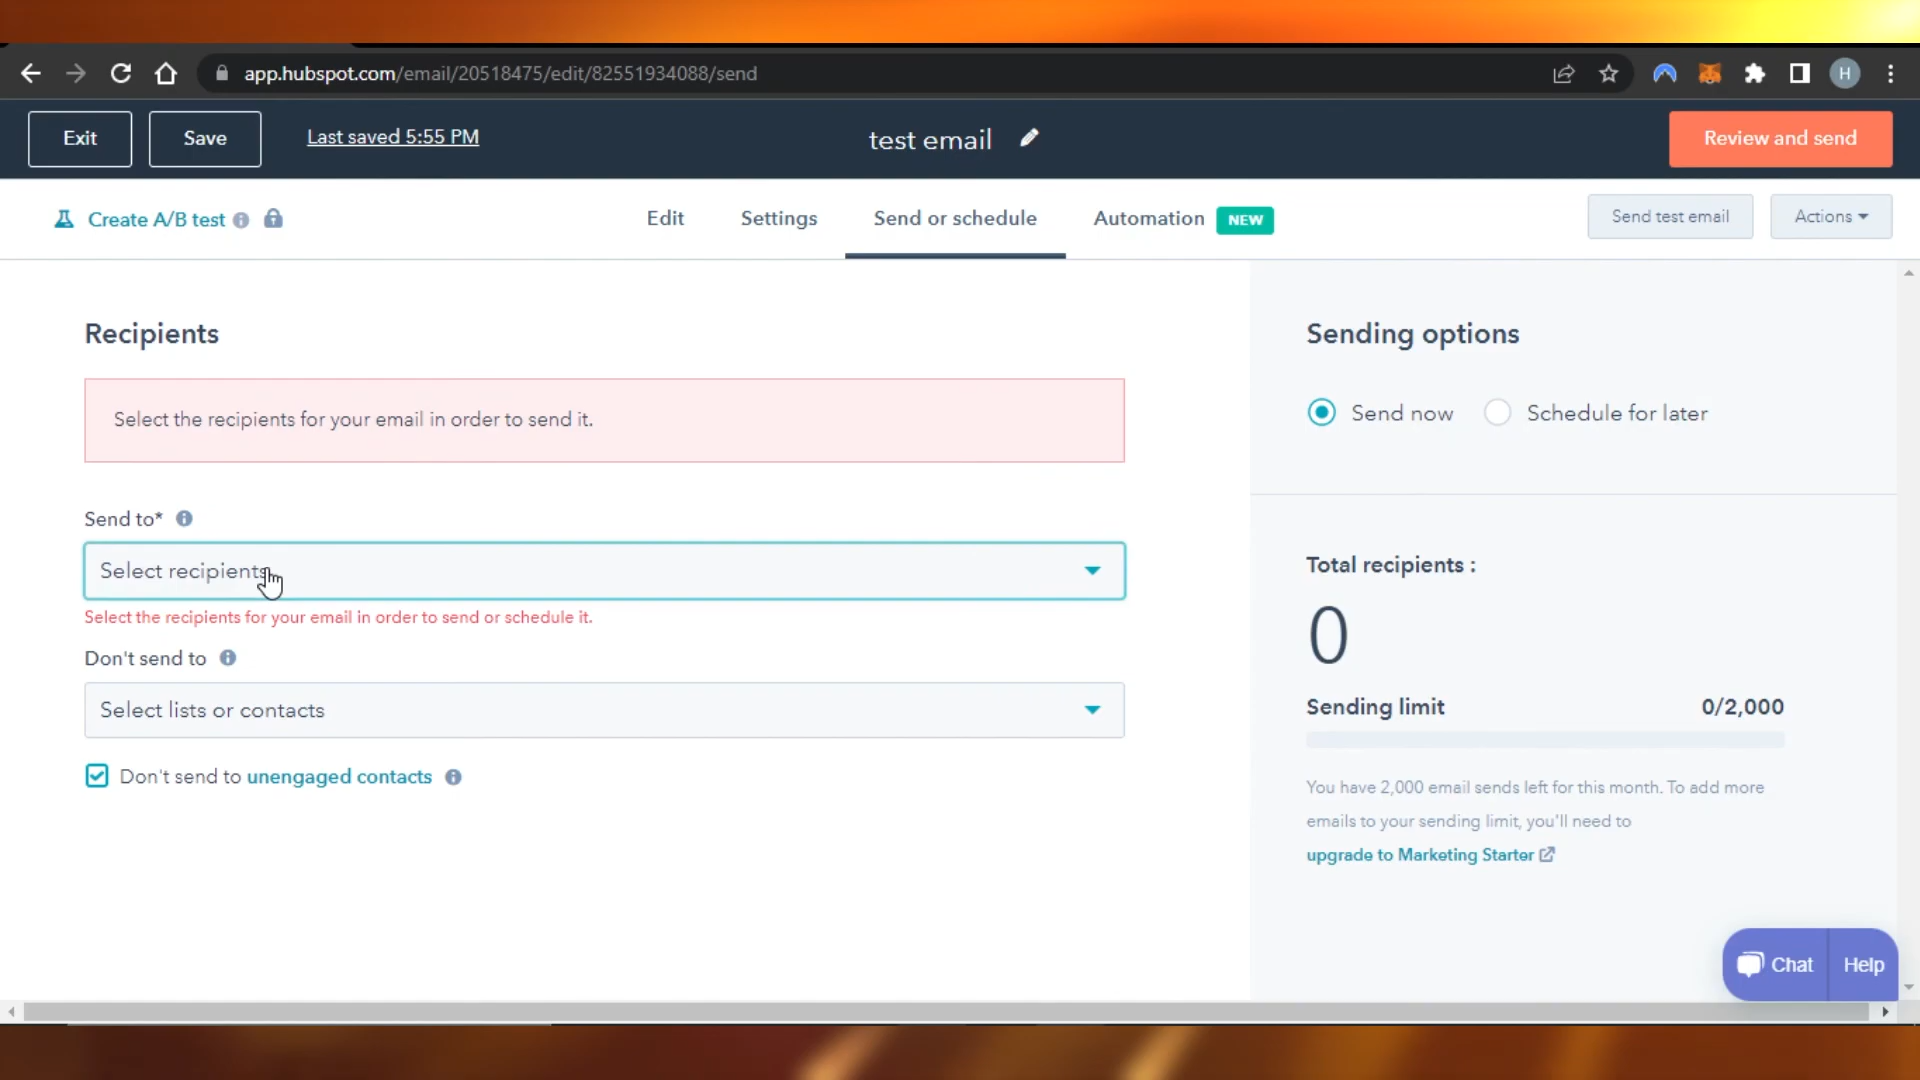 app.hubspot.com/email/20518475/edit/82551934088/send
H
Exit
Save
Last saved 5:55 PM
test email
Review and send
Create A/B test
Edit
Settings
Send or schedule
Automation
NEW
Send test email
Actions
Recipients
Select the recipients for your email in order to send it.
Send to*
Select recipients
Select the recipients for your email in order to send or schedule it.
Don't send to
Select lists or contacts
Don't send to unengaged contacts
Sending options
Send now
Schedule for later
Total recipients :
0
Sending limit
0/2,000
You have 2,000 email sends left for this month. To add more
emails to your sending limit, you'll need to
upgrade to Marketing Starter
Chat
Help